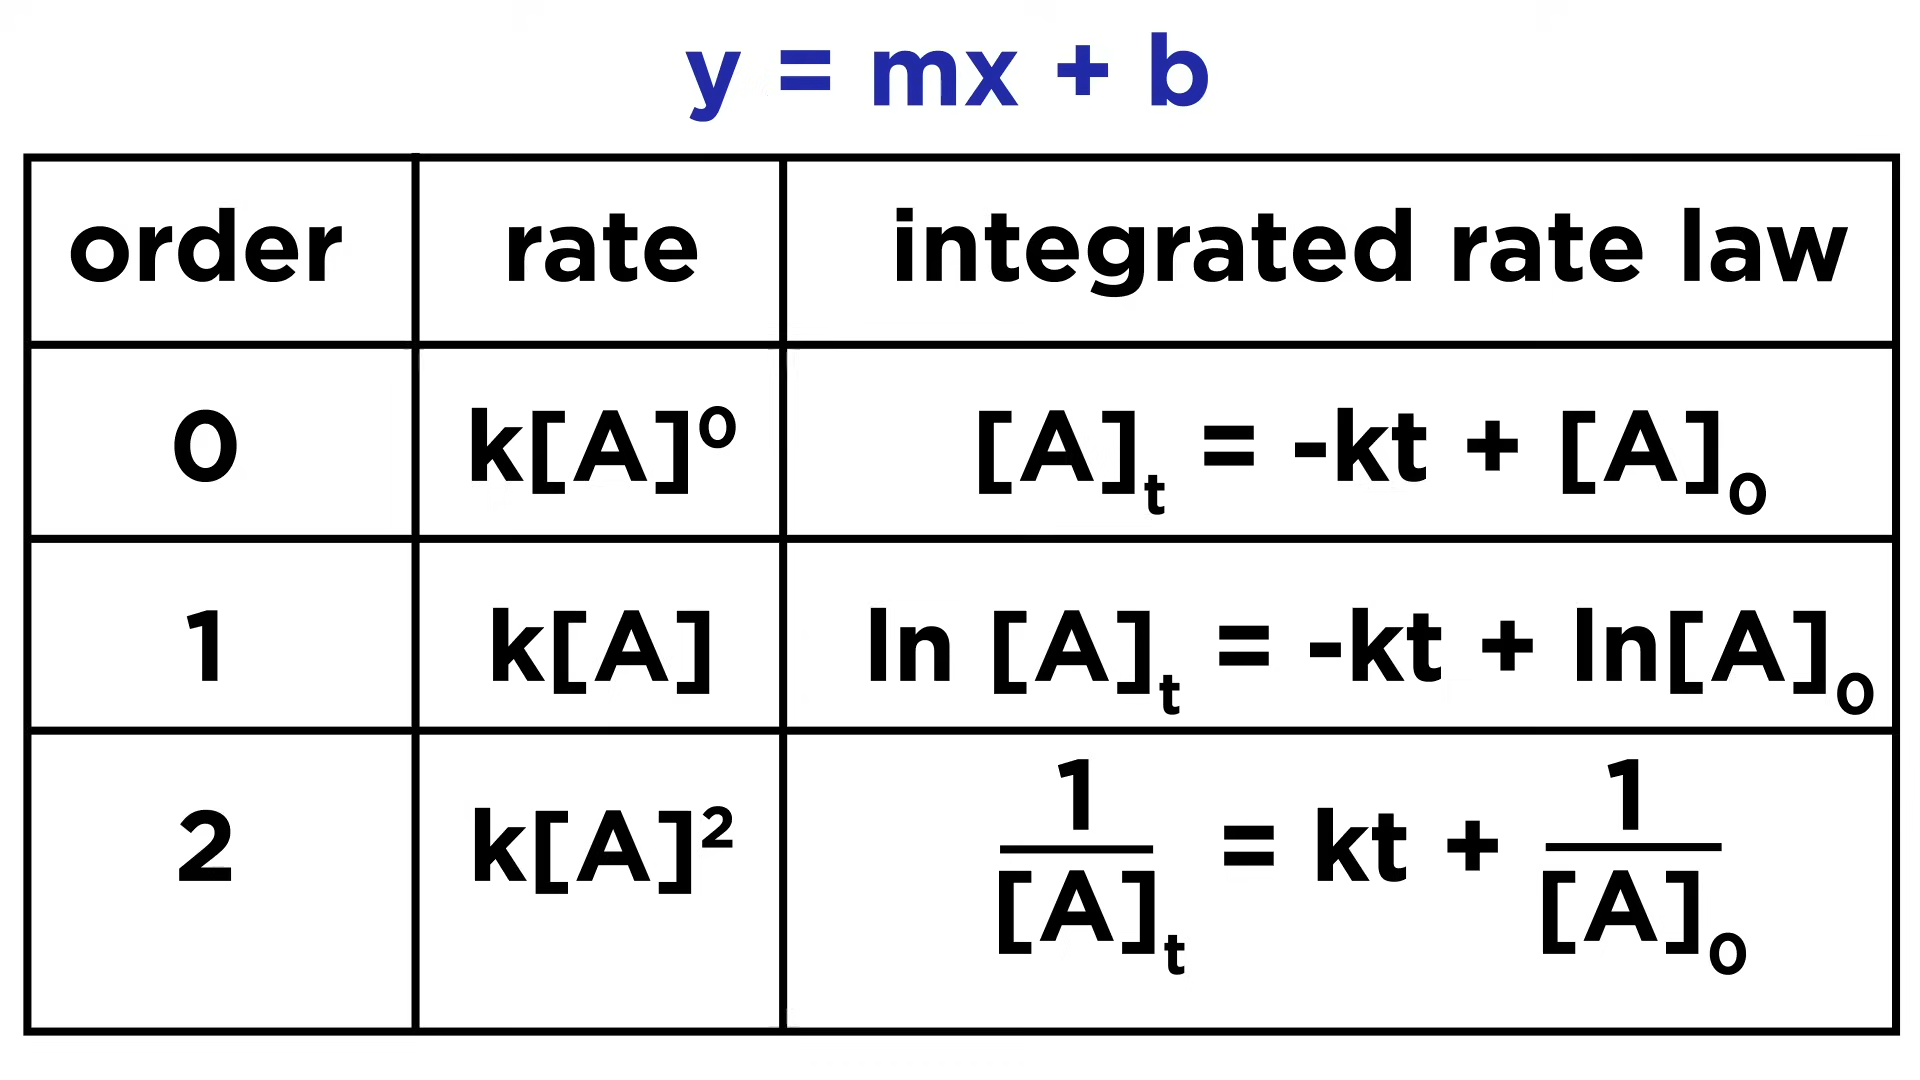 y = mx + b
order rate integrated rate law
0 k[A]⁰ [A]ₜ = -kt + [A]₀
1 k[A] ln [A]ₜ = -kt + ln[A]₀
2 k[A]² 1/[A]ₜ = kt + 1/[A]₀